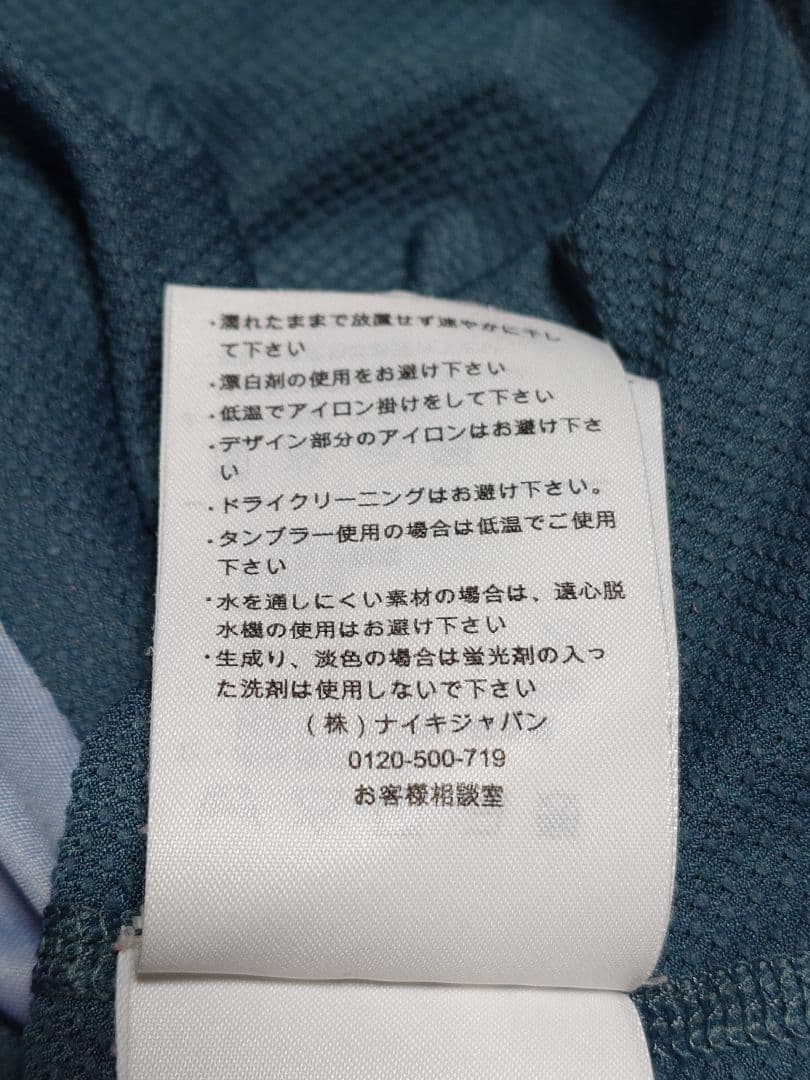 ・濡れたままで放置せず速やかに干し
て下さい
・漂白剤の使用をお避け下さい
・低温でアイロン掛けをして下さい
・デザイン部分のアイロンはお避け下さ
い
・ドライクリーニングはお避け下さい。
・タンブラー使用の場合は低温でご使用
下さい
・水を通しにくい素材の場合は、遠心脱
水機の使用はお避け下さい
・生成り、淡色の場合は蛍光剤の入っ
た洗剤は使用しないで下さい
(株)ナイキジャパン
0120-500-719
お客様相談室